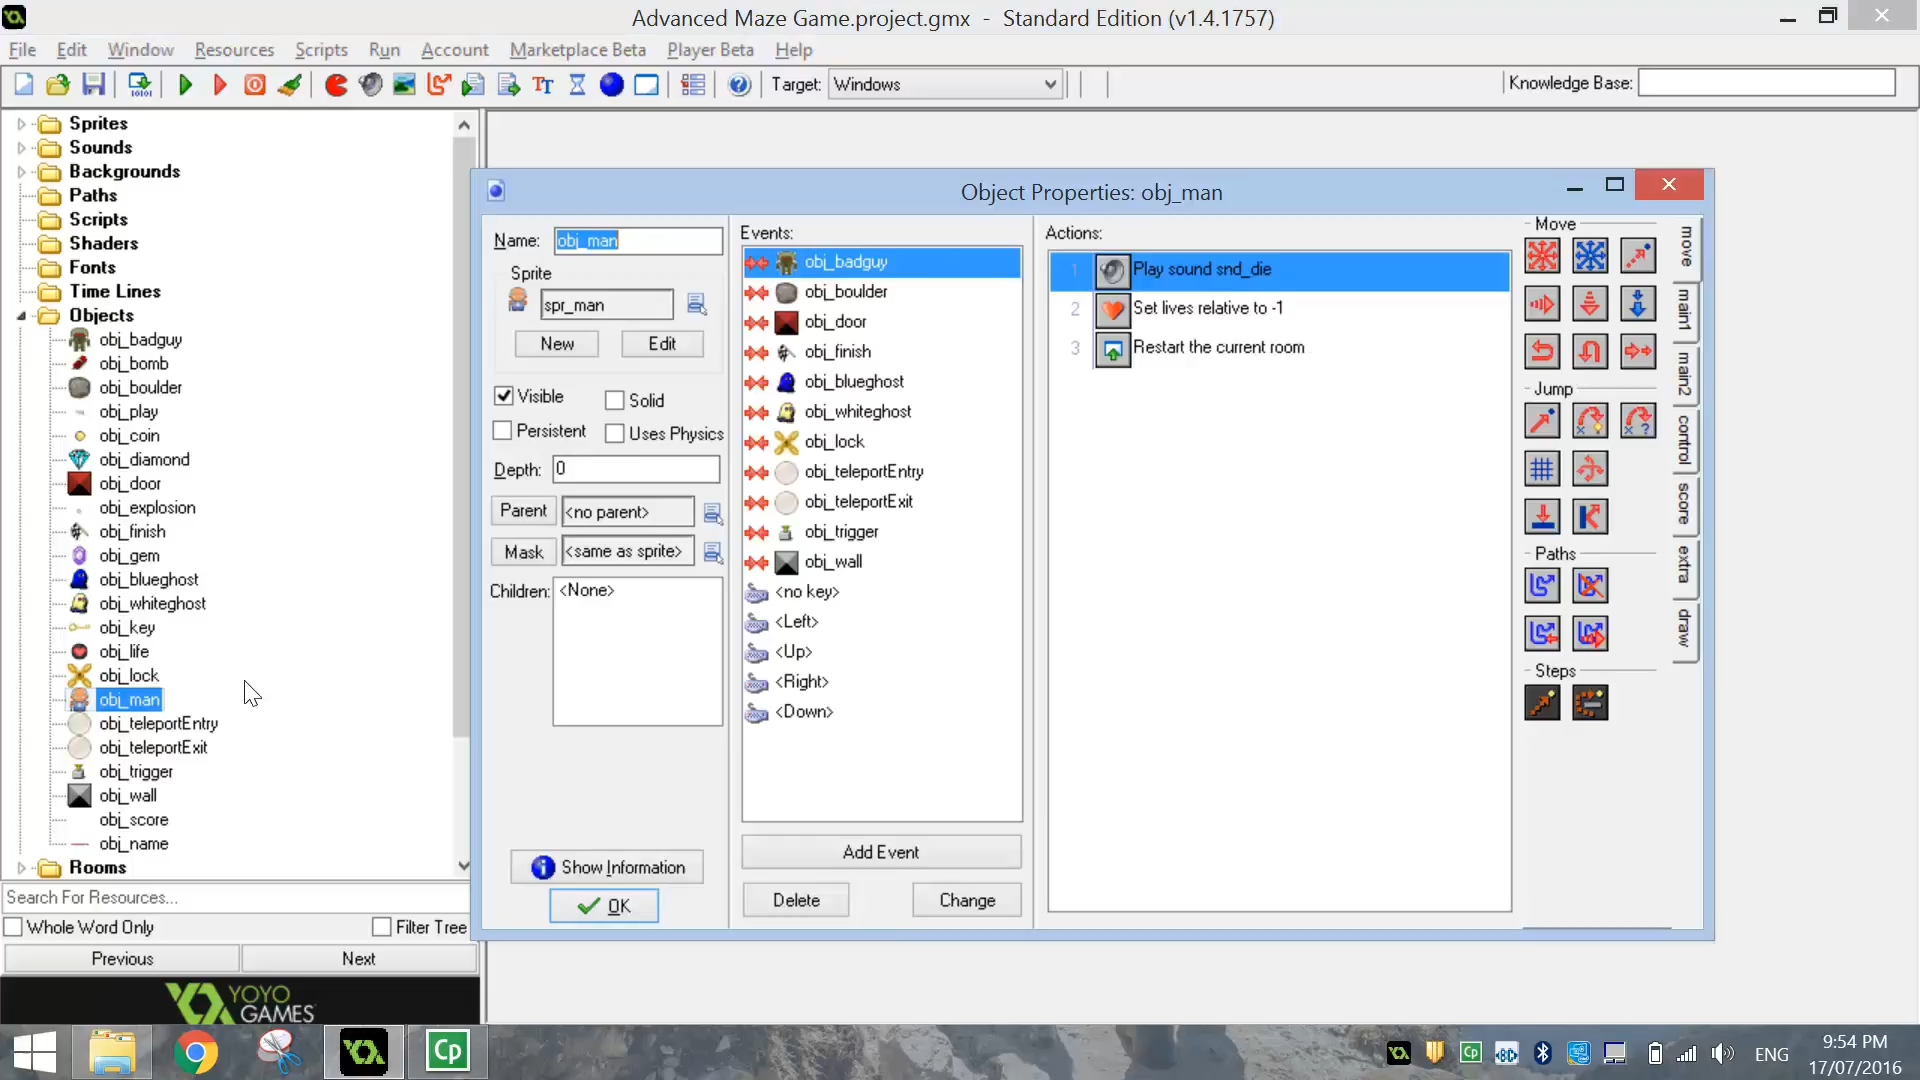 Advanced Maze Game.project.gmx - Standard Edition (v1.4.1757)
File Edit Window Resources Scripts Run Account Marketplace Beta Player Beta Help
Target: Windows
Knowledge Base:
Sprites
Sounds
Backgrounds
Paths
Scripts
Shaders
Fonts
Time Lines
Objects
obj_badguy
obj_bomb
obj_boulder
obj_play
obj_coin
obj_diamond
obj_door
obj_explosion
obj_finish
obj_gem
obj_blueghost
obj_whiteghost
obj_key
obj_life
obj_lock
obj_man
obj_teleportEntry
obj_teleportExit
obj_trigger
obj_wall
obj_score
obj_name
Rooms
Search For Resources...
Whole Word Only Filter Tree
Previous Next
YOYO
GAMES
Object Properties: obj_man
Name: obj_man
Sprite
spr_man
New Edit
Visible Solid
Persistent Uses Physics
Depth: 0
Parent <no parent>
Mask <same as sprite>
Children: <None>
Show Information
OK
Events:
obj_badguy
obj_boulder
obj_door
obj_finish
obj_blueghost
obj_whiteghost
obj_lock
obj_teleportEntry
obj_teleportExit
obj_trigger
obj_wall
<no key>
<Left>
<Up>
<Right>
<Down>
Add Event
Delete Change
Actions:
1 Play sound snd_die
2 Set lives relative to -1
3 Restart the current room
Move
Jump
Paths
Steps
move
main1
main2
control
score
extra
draw
Cp
Cp
ENG
9:54 PM
17/07/2016